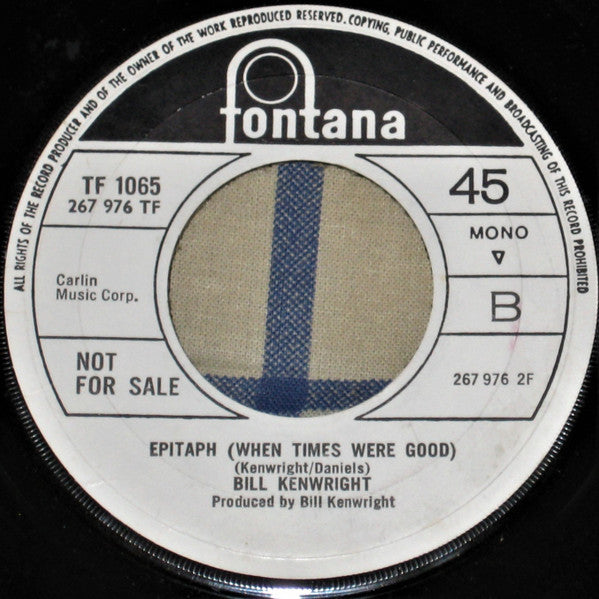 ALL RIGHTS OF THE RECORD PRODUCER AND OF THE OWNER OF THE WORK REPRODUCED RESERVED. COPYING, PUBLIC PERFORMANCE AND BROADCASTING OF THIS RECORD PROHIBITED
fontana
TF 1065
267 976 TF
45
MONO
Carlin
Music Corp.
B
NOT
FOR SALE
267 976 2F
EPITAPH (WHEN TIMES WERE GOOD)
(Kenwright/Daniels)
BILL KENWRIGHT
Produced by Bill Kenwright